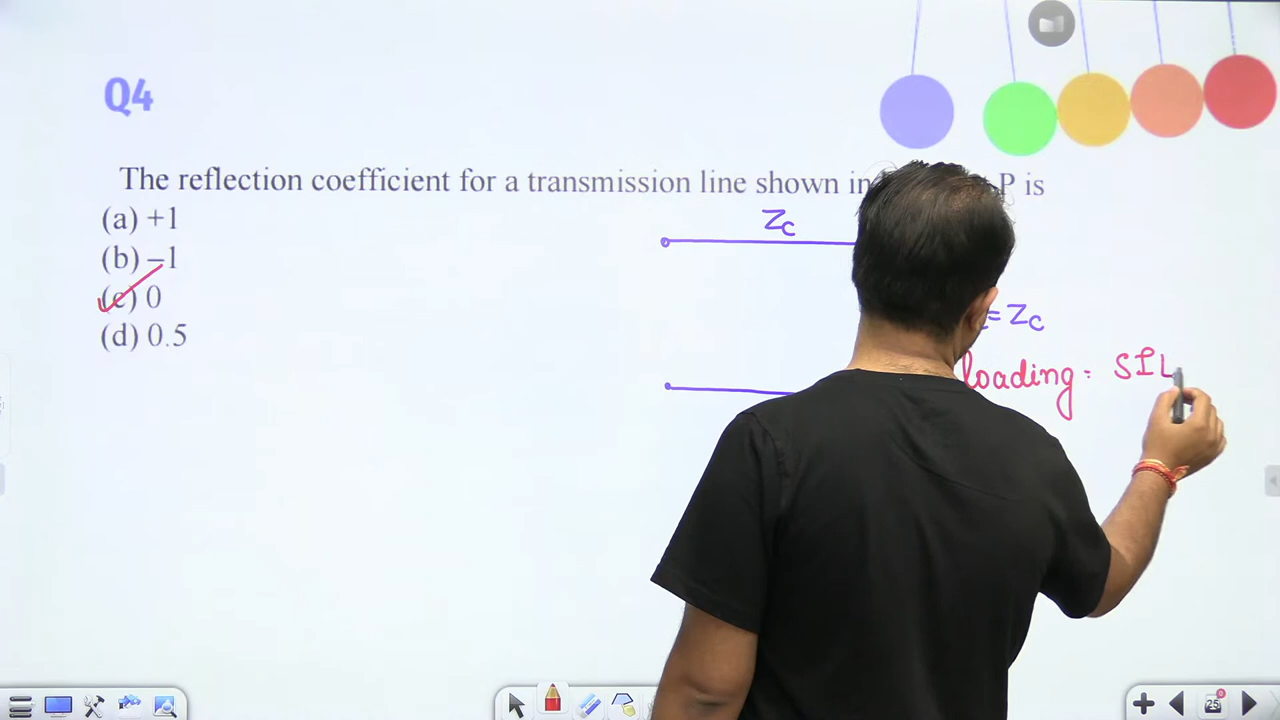 Q4
The reflection coefficient for a transmission line shown in P is
(a) +1
(b) –1
(c) 0
(d) 0.5
Zc
= Zc
loading = SIL
25